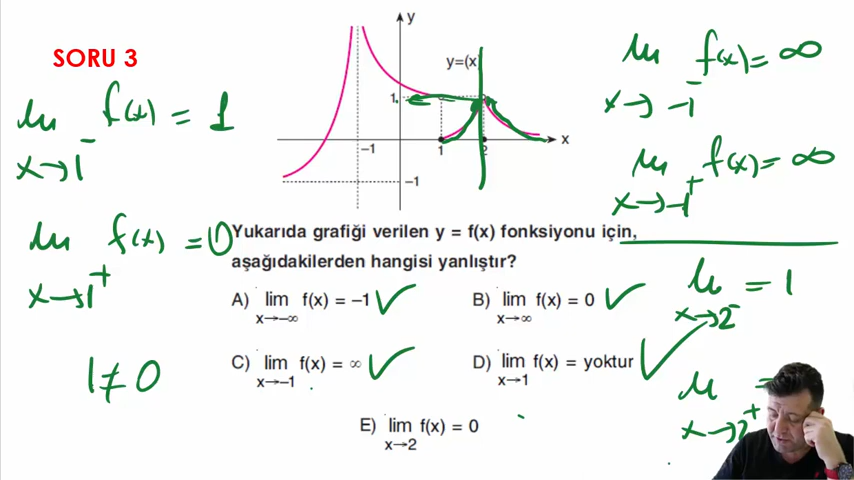 SORU 3
y
y=(x
1
-1
1
2
x
-1
lim f(x) = 1
x→1⁻
lim f(x) = 0
x→1⁺
1 ≠ 0
lim f(x) = ∞
x→-1⁻
lim f(x) = ∞
x→-1⁺
lim = 1
x→2⁻
lim =
x→2⁺
Yukarıda grafiği verilen y = f(x) fonksiyonu için,
aşağıdakilerden hangisi yanlıştır?
A) lim f(x) = -1 ✓
x→-∞
B) lim f(x) = 0 ✓
x→∞
C) lim f(x) = ∞ ✓
x→-1
D) lim f(x) = yoktur ✓
x→1
E) lim f(x) = 0
x→2